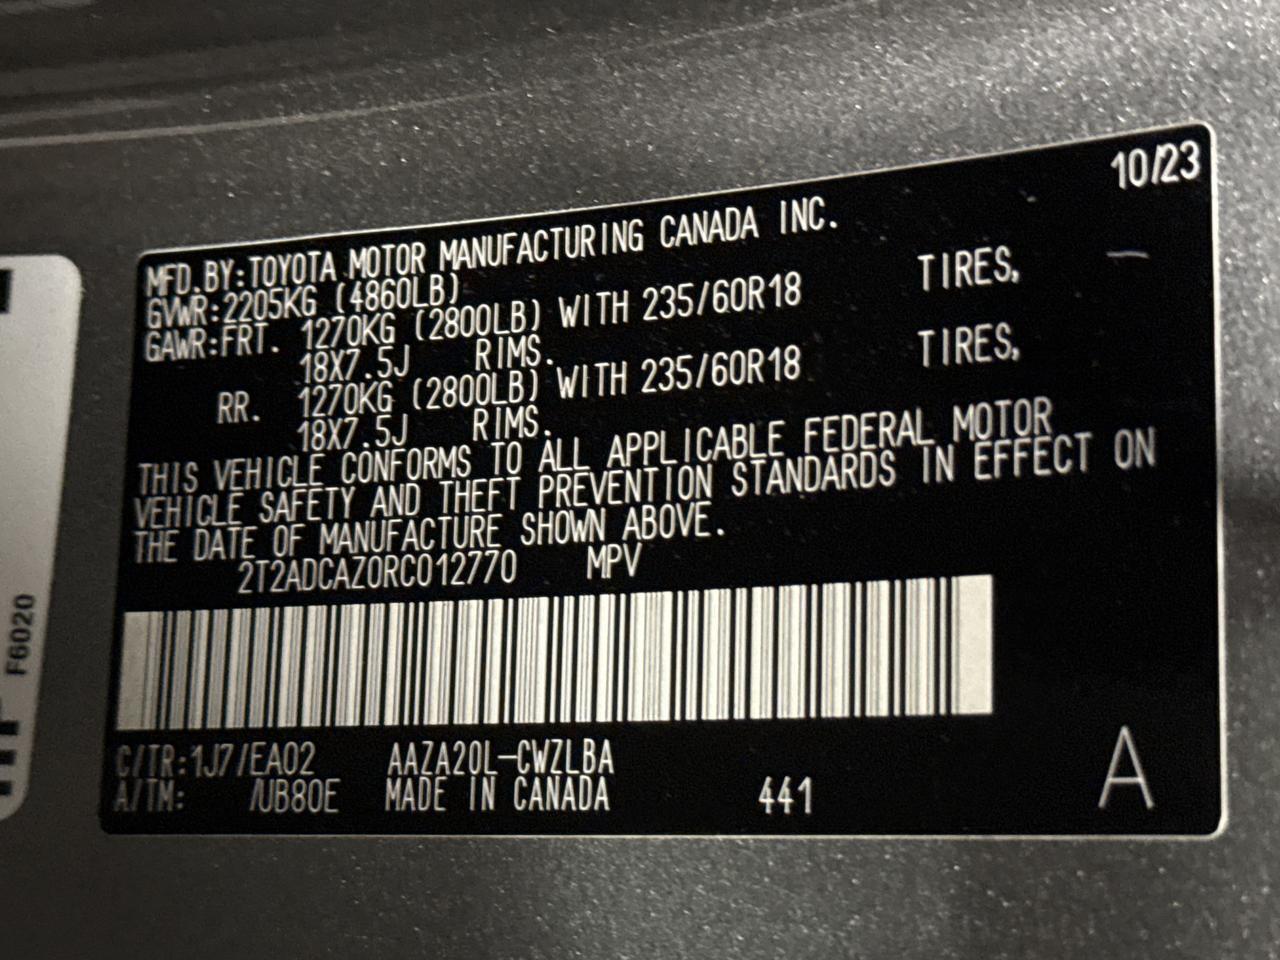 10/23
MFD.BY:TOYOTA MOTOR MANUFACTURING CANADA INC.
GVWR:2205KG (4860LB)
GAWR:FRT. 1270KG (2800LB) WITH 235/60R18 TIRES,
18X7.5J RIMS.
RR. 1270KG (2800LB) WITH 235/60R18 TIRES,
18X7.5J RIMS.
THIS VEHICLE CONFORMS TO ALL APPLICABLE FEDERAL MOTOR
VEHICLE SAFETY AND THEFT PREVENTION STANDARDS IN EFFECT ON
THE DATE OF MANUFACTURE SHOWN ABOVE.
2T2ADCAZ0RC012770 MPV
C/TR:1J7/EA02 AAZA20L-CWZLBA
A/TM: /UB80E MADE IN CANADA 441
A
F6020